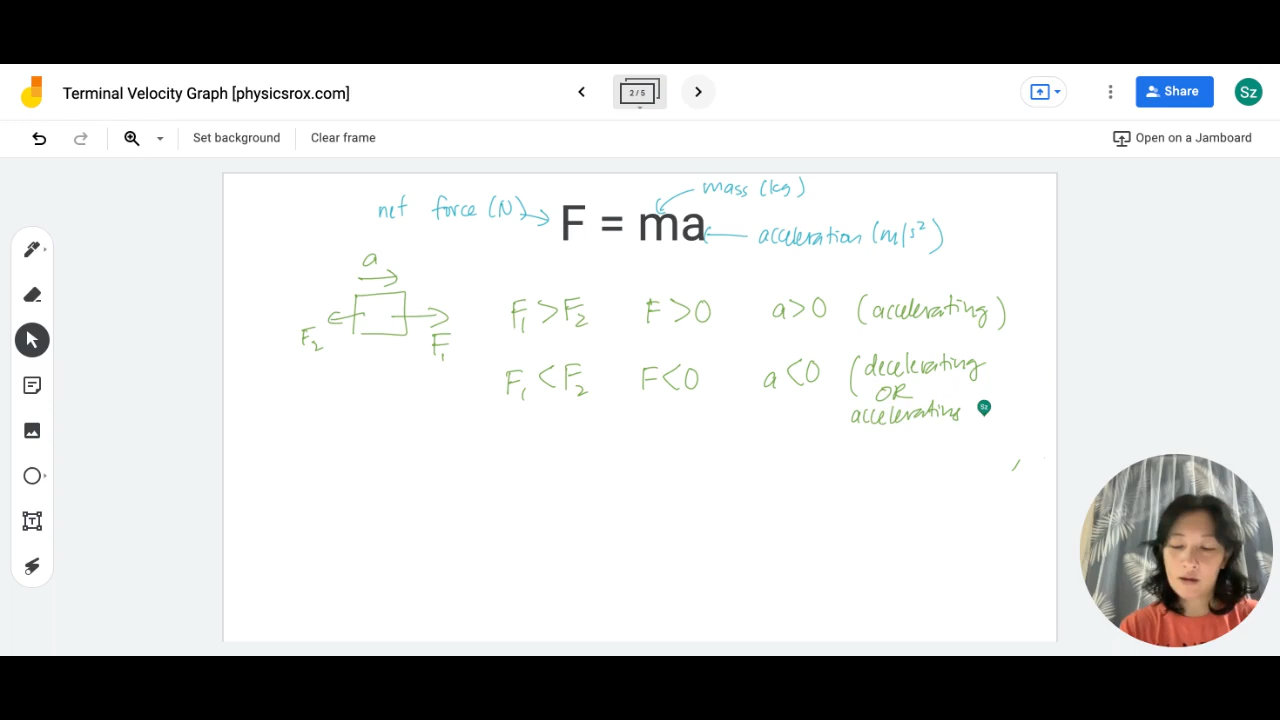 Terminal Velocity Graph [physicsrox.com]
2 / 5
Share
Sz
Set background
Clear frame
Open on a Jamboard
mass (kg)
net force (N)
F = ma
acceleration (m/s²)
a
F₂
F₁
F₁ > F₂ F > 0 a > 0 (accelerating)
F₁ < F₂ F < 0 a < 0 (decelerating
OR
accelerating
Sz